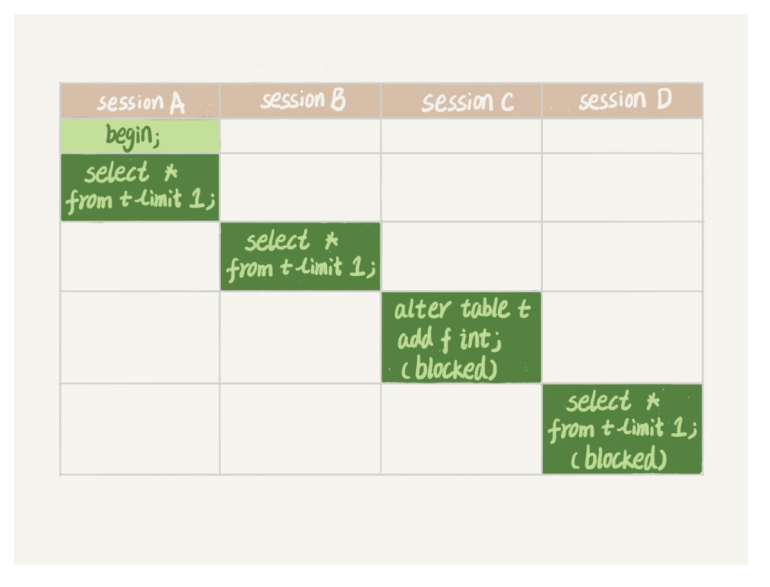 session A
session B
session C
session D
begin;
select *
from t limit 1;
select *
from t limit 1;
alter table t
add f int;
(blocked)
select *
from t limit 1;
(blocked)